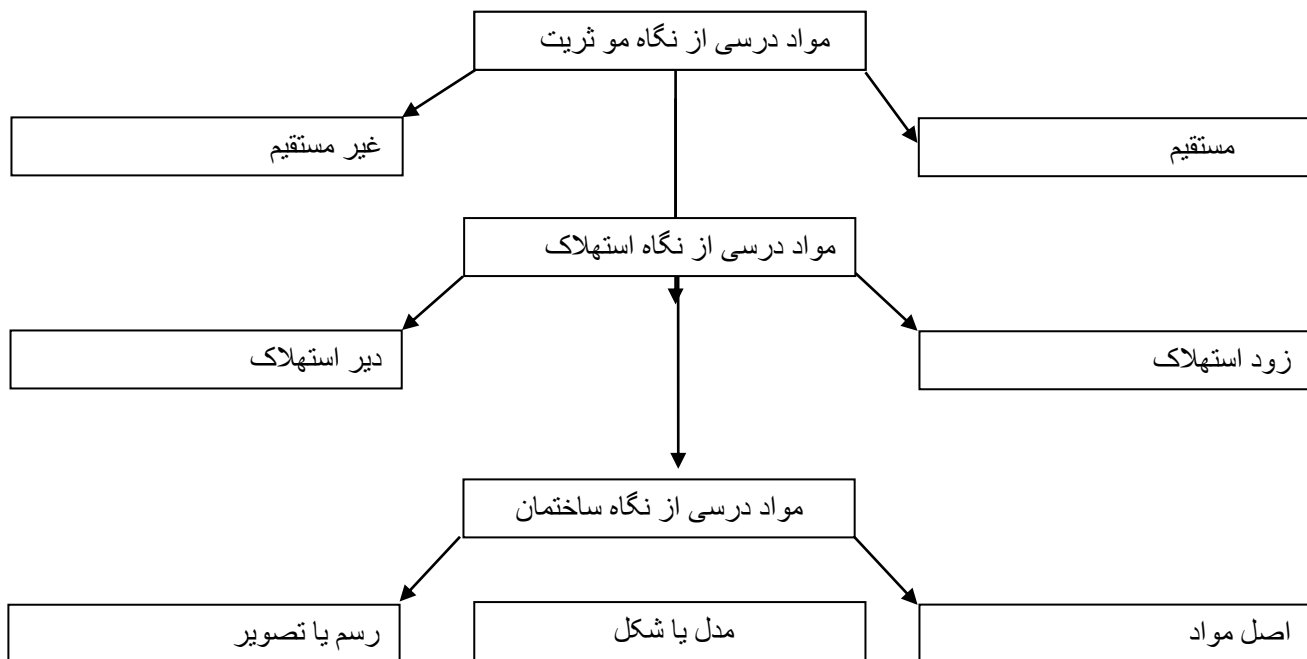 مواد درسی از نگاه مو ثریت
مستقیم
غیر مستقیم
مواد درسی از نگاه استهلاک
زود استهلاک
دیر استهلاک
مواد درسی از نگاه ساختمان
اصل مواد
مدل یا شکل
رسم یا تصویر